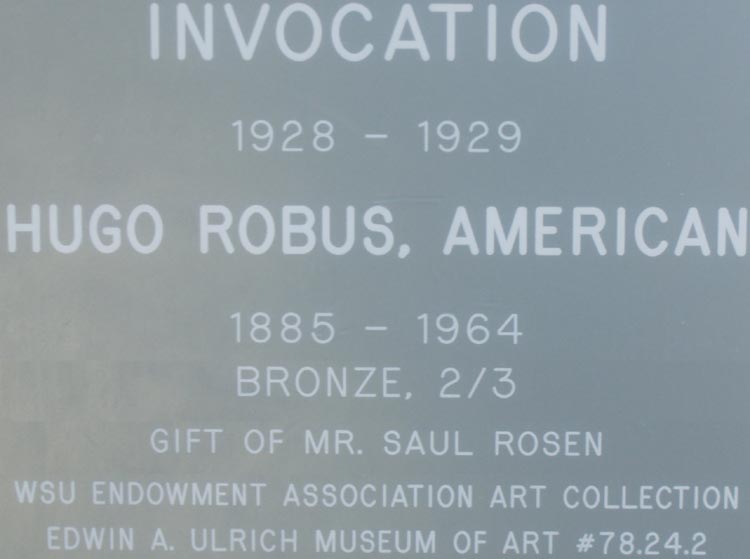 INVOCATION
1928 - 1929
HUGO ROBUS, AMERICAN
1885 - 1964
BRONZE, 2/3
GIFT OF MR. SAUL ROSEN
WSU ENDOWMENT ASSOCIATION ART COLLECTION
EDWIN A. ULRICH MUSEUM OF ART #78.24.2